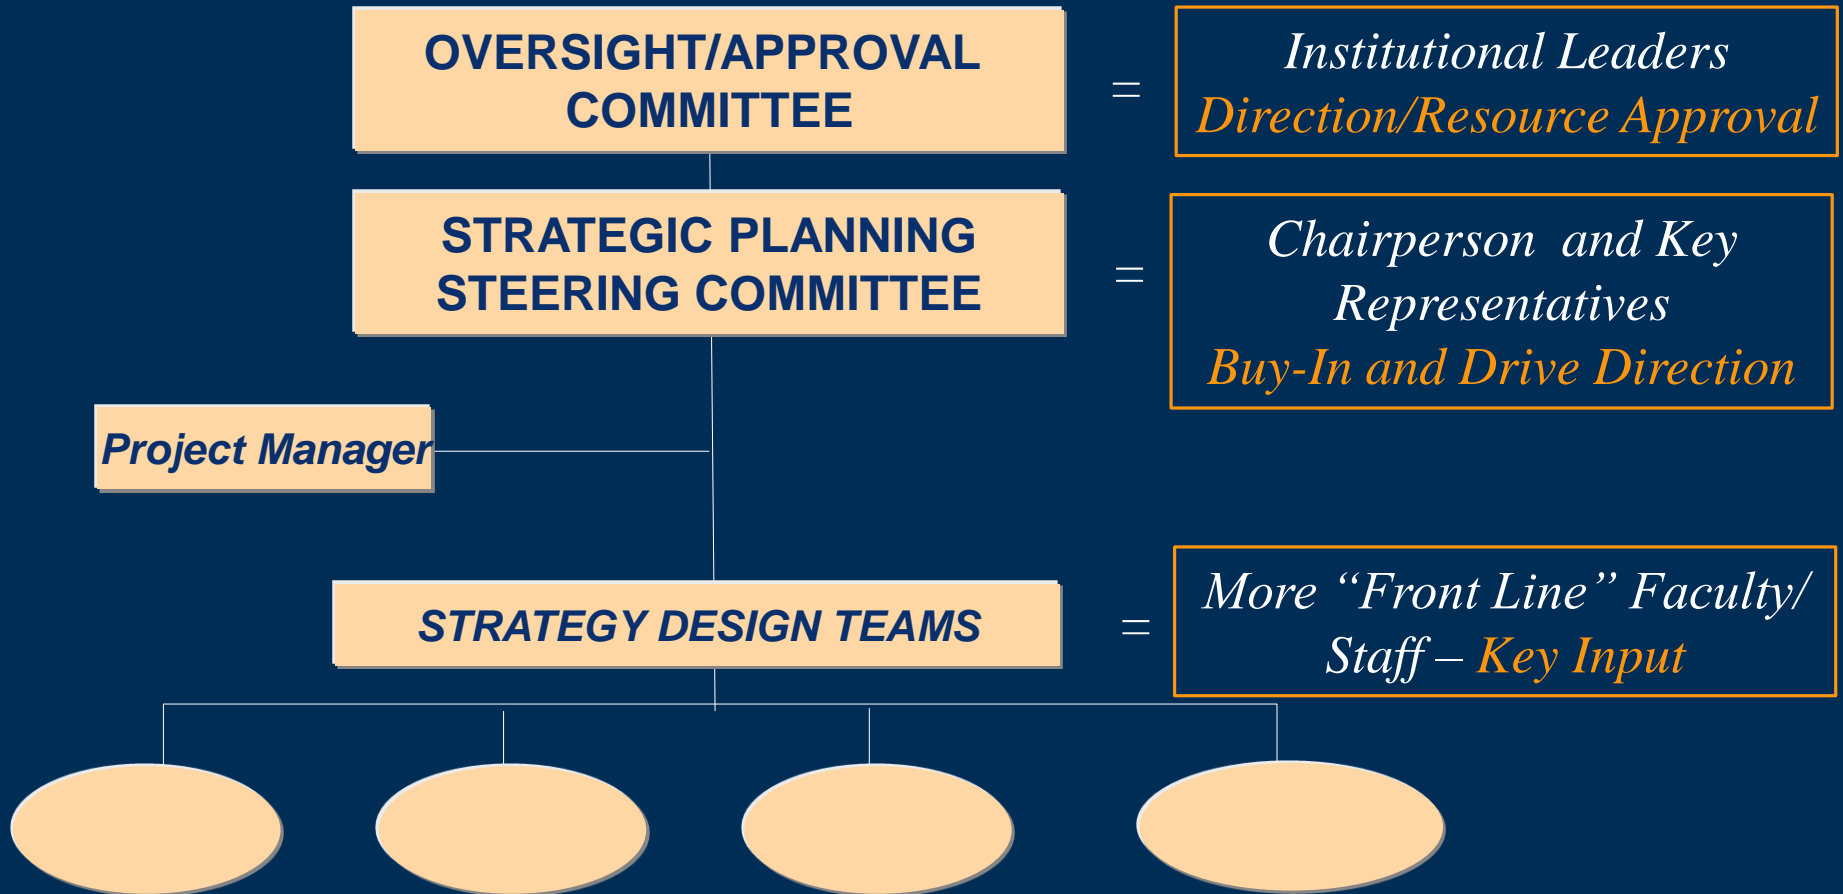 OVERSIGHT/APPROVAL
COMMITTEE
=
Institutional Leaders
Direction/Resource Approval
STRATEGIC PLANNING
STEERING COMMITTEE
=
Chairperson  and Key
Representatives
Buy-In and Drive Direction
Project Manager
STRATEGY DESIGN TEAMS
=
More “Front Line” Faculty/
Staff – Key Input